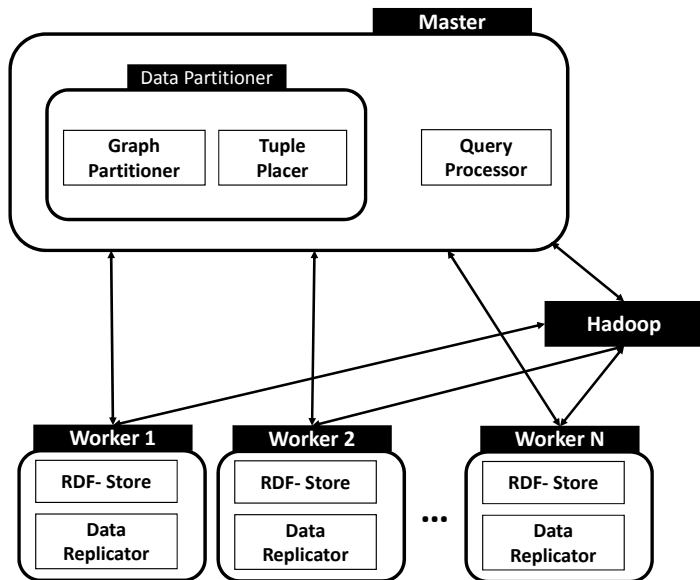 Master
Data Partitioner
Graph
Partitioner
Tuple
Placer
Query
Processor
Hadoop
Worker 1
RDF- Store
Data
Replicator
Worker 2
RDF- Store
Data
Replicator
...
Worker N
RDF- Store
Data
Replicator